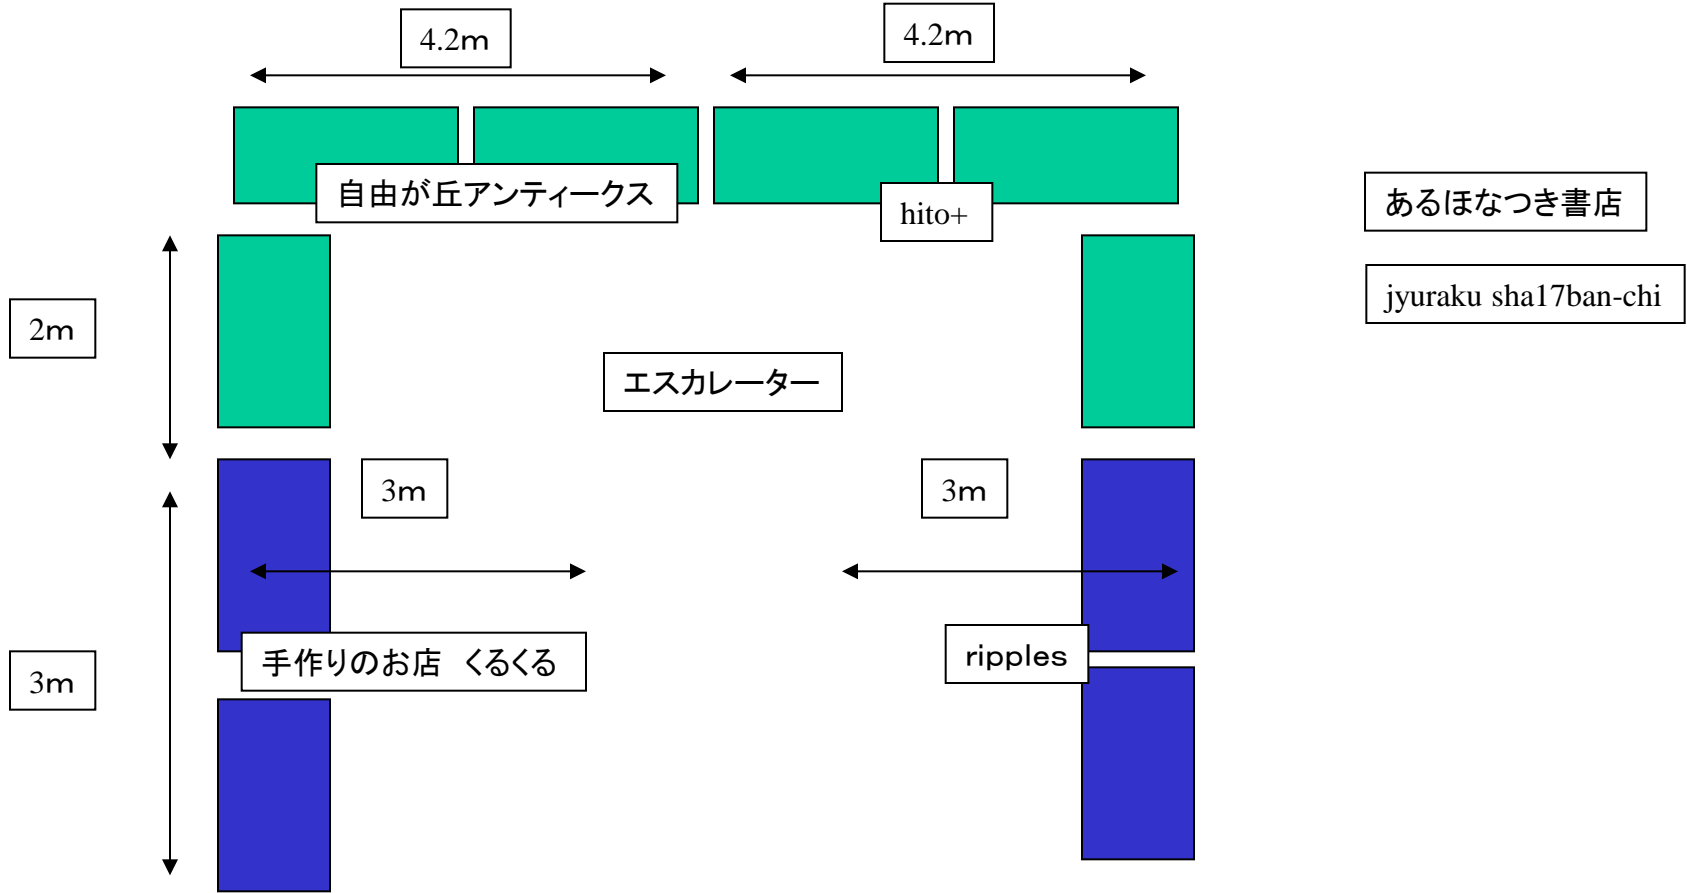 4.2ｍ
4.2ｍ
自由が丘アンティークス
hito+
あるほなつき書店
jyuraku sha17ban-chi
2ｍ
エスカレーター
3ｍ
3ｍ
手作りのお店　くるくる
ripples
3ｍ